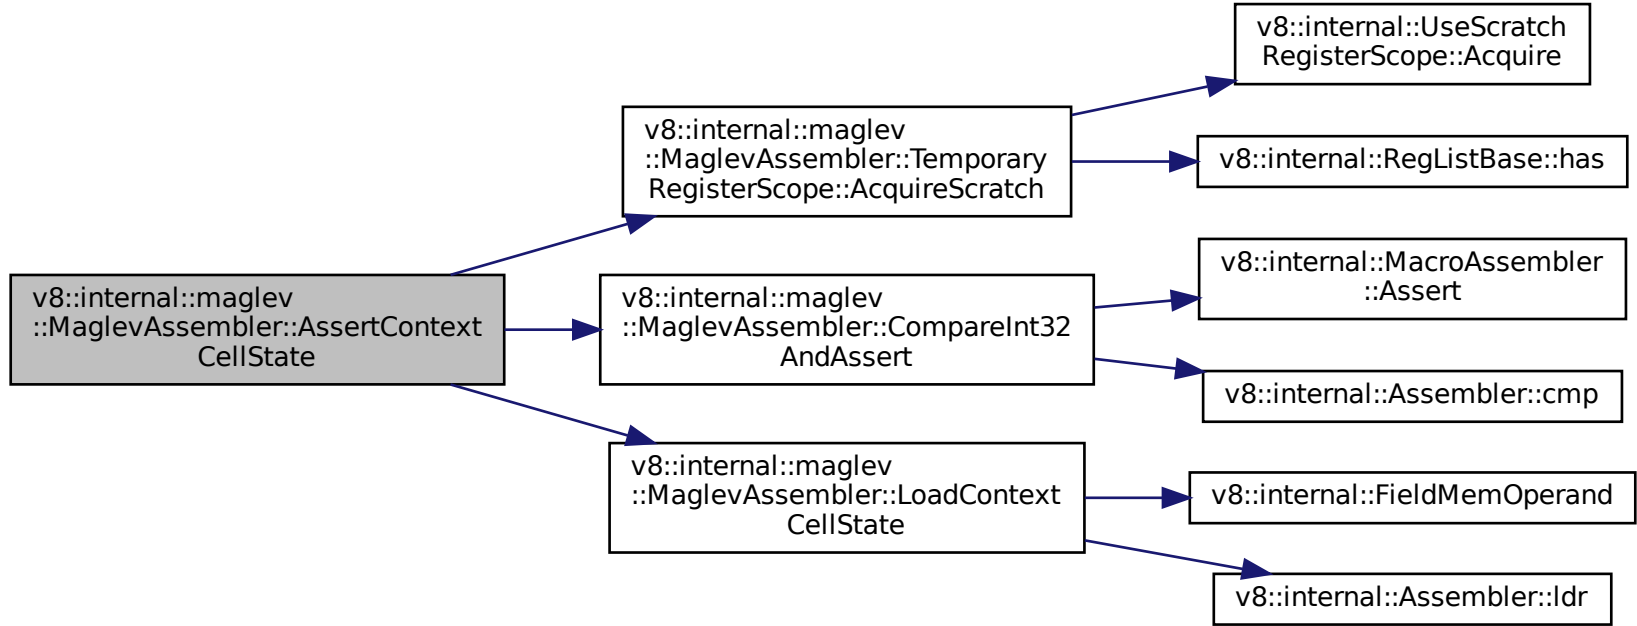 v8::internal::UseScratch
RegisterScope::Acquire
v8::internal::maglev
::MaglevAssembler::Temporary
RegisterScope::AcquireScratch
v8::internal::RegListBase::has
v8::internal::MacroAssembler
::Assert
v8::internal::maglev
::MaglevAssembler::AssertContext
CellState
v8::internal::maglev
::MaglevAssembler::CompareInt32
AndAssert
v8::internal::Assembler::cmp
v8::internal::maglev
::MaglevAssembler::LoadContext
CellState
v8::internal::FieldMemOperand
v8::internal::Assembler::ldr